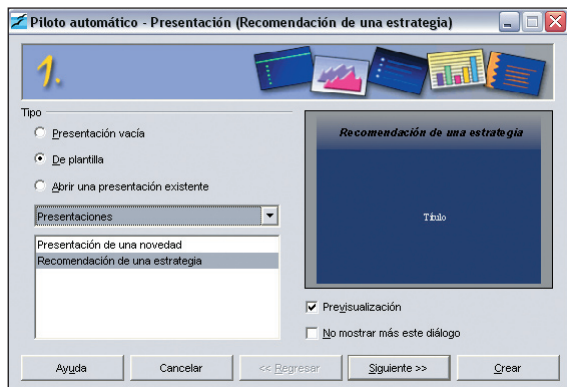 Piloto automático - Presentación (Recomendación de una estrategia)
1.
Tipo
Presentación vacía
De plantilla
Abrir una presentación existente
Presentaciones
Presentación de una novedad
Recomendación de una estrategia
Recomendación de una estrategia
Título
Previsualización
No mostrar más este diálogo
Ayuda
Cancelar
<< Regresar
Siguiente >>
Crear